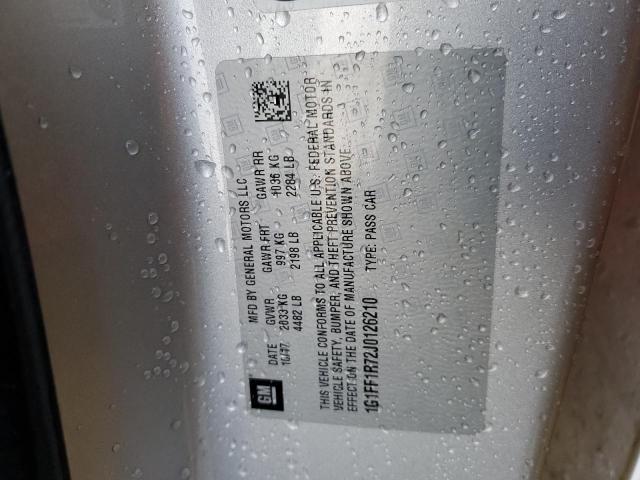 MFD BY GENERAL MOTORS LLC
DATE GVWR GAWR FRT GAWR RR
10/17 2033 KG 997 KG 1036 KG
4482 LB 2198 LB 2284 LB
THIS VEHICLE CONFORMS TO ALL APPLICABLE U.S. FEDERAL MOTOR
VEHICLE SAFETY, BUMPER, AND THEFT PREVENTION STANDARDS IN
EFFECT ON THE DATE OF MANUFACTURE SHOWN ABOVE.
1G1FF1R72J0126210 TYPE: PASS CAR
GM